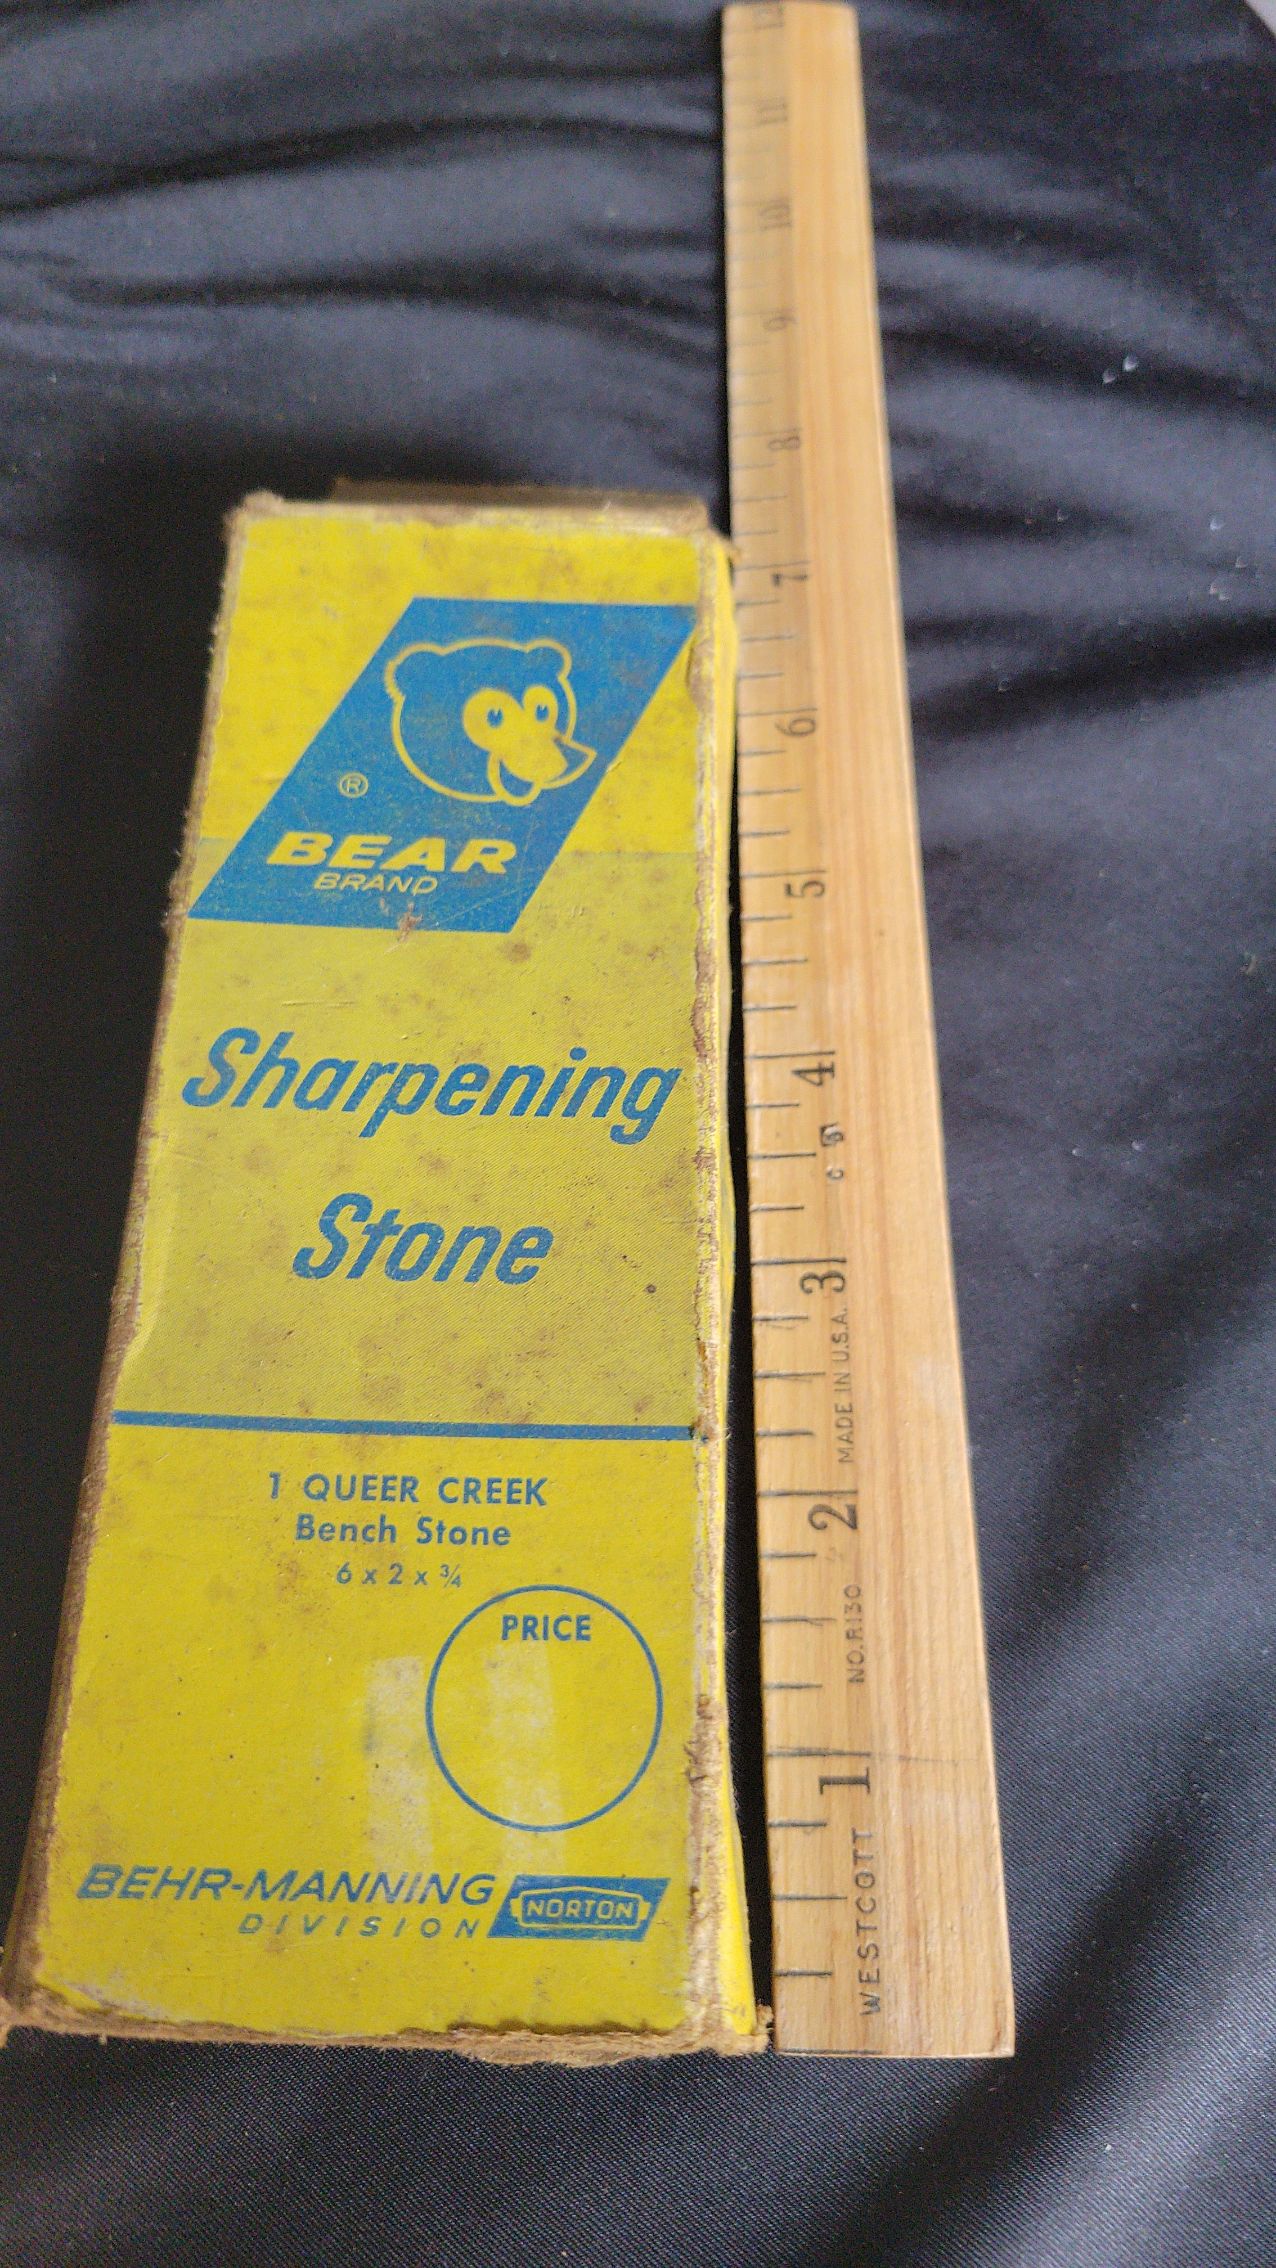 ®
BEAR
BRAND
Sharpening
Stone
1 QUEER CREEK
Bench Stone
6 x 2 x ¾
PRICE
BEHR-MANNING
DIVISION
NORTON
12
11
10
9
8
7
6
5
4
3
2
1
MADE IN U.S.A.
NO. R130
WESTCOTT